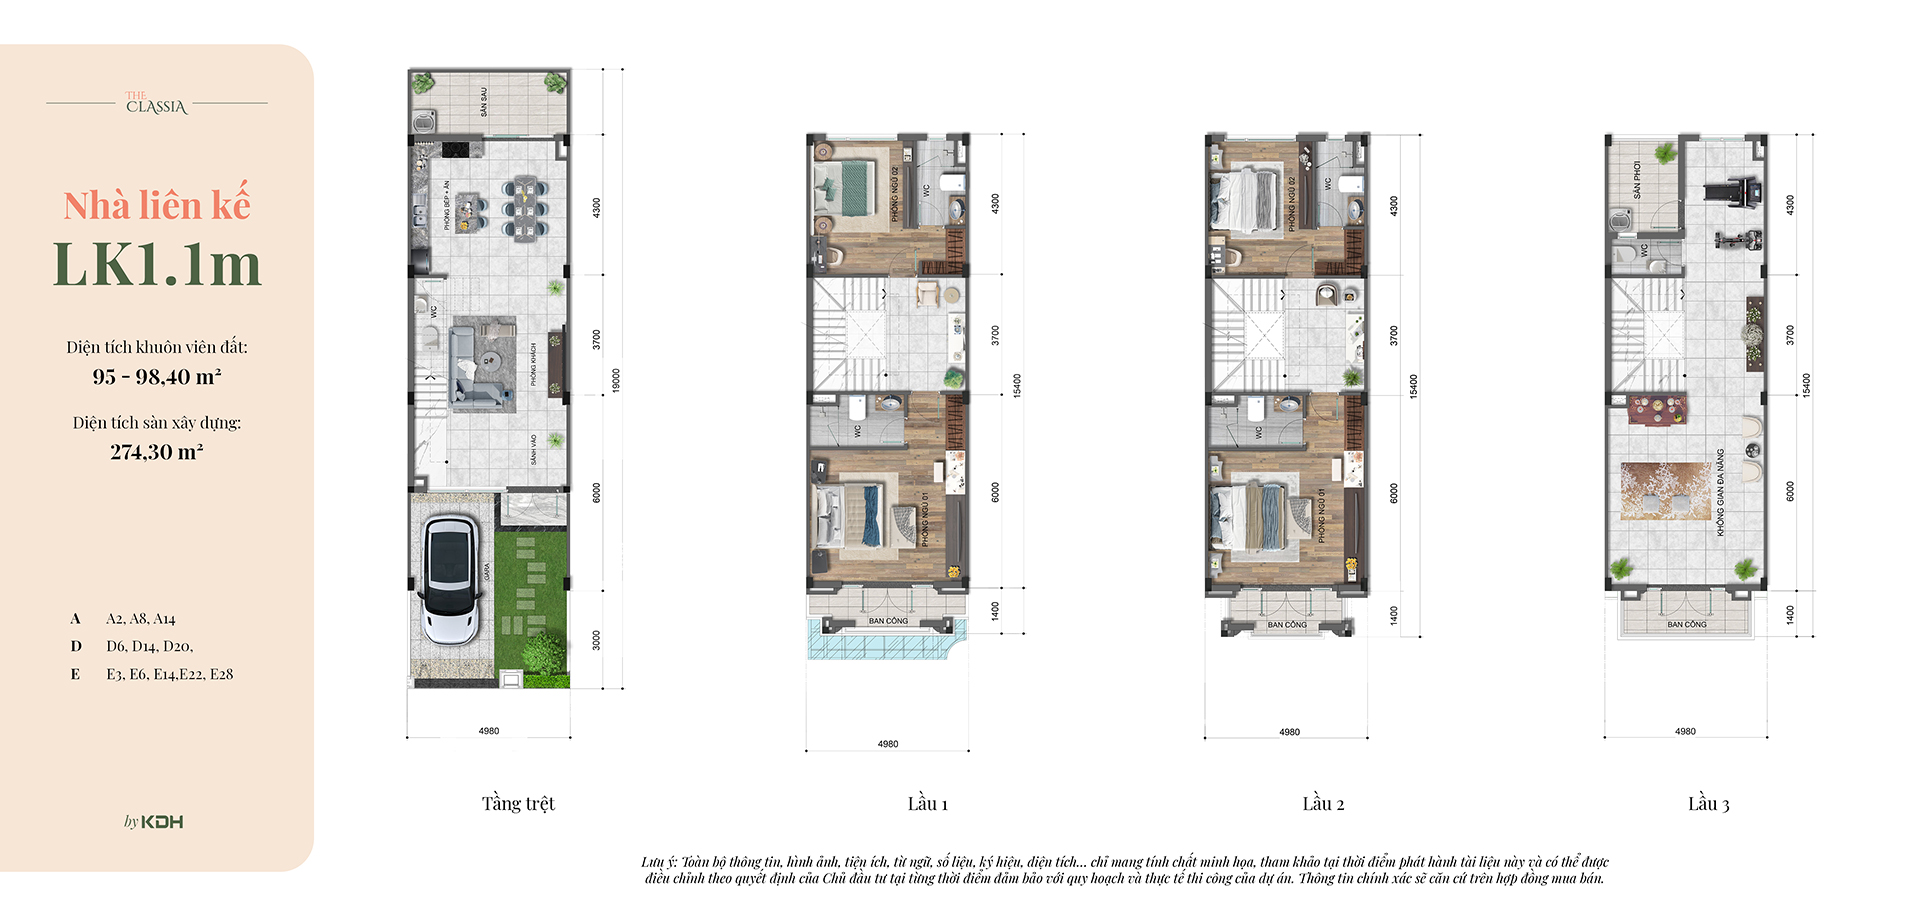 THE
CLASSIA
Nhà liên kế
LK1.1m
Diện tích khuôn viên đất:
95 - 98,40 m²
Diện tích sàn xây dựng:
274,30 m²
A A2, A8, A14
D D6, D14, D20,
E E3, E6, E14,E22, E28
by KDH
SÂN SAU
PHÒNG BẾP + ĂN
WC
PHÒNG KHÁCH
SẢNH VÀO
GARA
4300
3700
6000
3000
19000
4980
Tầng trệt
PHÒNG NGỦ 02
WC
WC
PHÒNG NGỦ 01
BAN CÔNG
4300
3700
6000
1400
15400
4980
Lầu 1
PHÒNG NGỦ 02
WC
WC
PHÒNG NGỦ 01
BAN CÔNG
4300
3700
6000
1400
15400
4980
Lầu 2
SÂN PHƠI
WC
KHÔNG GIAN ĐA NĂNG
BAN CÔNG
4300
3700
6000
1400
15400
4980
Lầu 3
Lưu ý: Toàn bộ thông tin, hình ảnh, tiện ích, từ ngữ, số liệu, ký hiệu, diện tích... chỉ mang tính chất minh họa, tham khảo tại thời điểm phát hành tài liệu này và có thể được
điều chỉnh theo quyết định của Chủ đầu tư tại từng thời điểm đảm bảo với quy hoạch và thực tế thi công của dự án. Thông tin chính xác sẽ căn cứ trên hợp đồng mua bán.